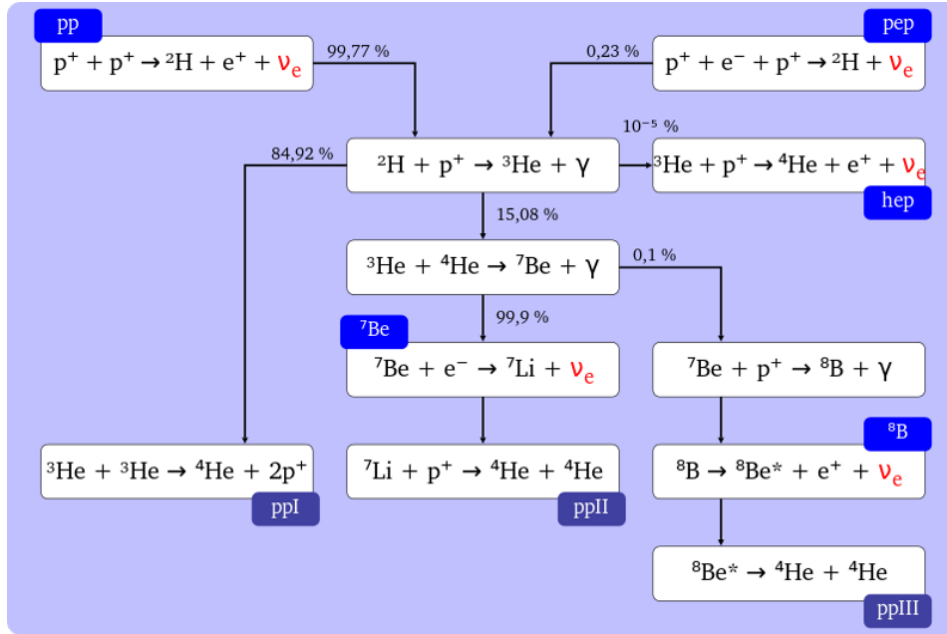 pp
pep
p⁺ + p⁺ → ²H + e⁺ + νₑ
99,77 %
0,23 %
p⁺ + e⁻ + p⁺ → ²H + νₑ
10⁻⁵ %
84,92 %
²H + p⁺ → ³He + γ
³He + p⁺ → ⁴He + e⁺ + νₑ
hep
15,08 %
³He + ⁴He → ⁷Be + γ
0,1 %
99,9 %
⁷Be
⁷Be + e⁻ → ⁷Li + νₑ
⁷Be + p⁺ → ⁸B + γ
⁸B
³He + ³He → ⁴He + 2p⁺
⁷Li + p⁺ → ⁴He + ⁴He
⁸B → ⁸Be* + e⁺ + νₑ
ppI
ppII
⁸Be* → ⁴He + ⁴He
ppIII